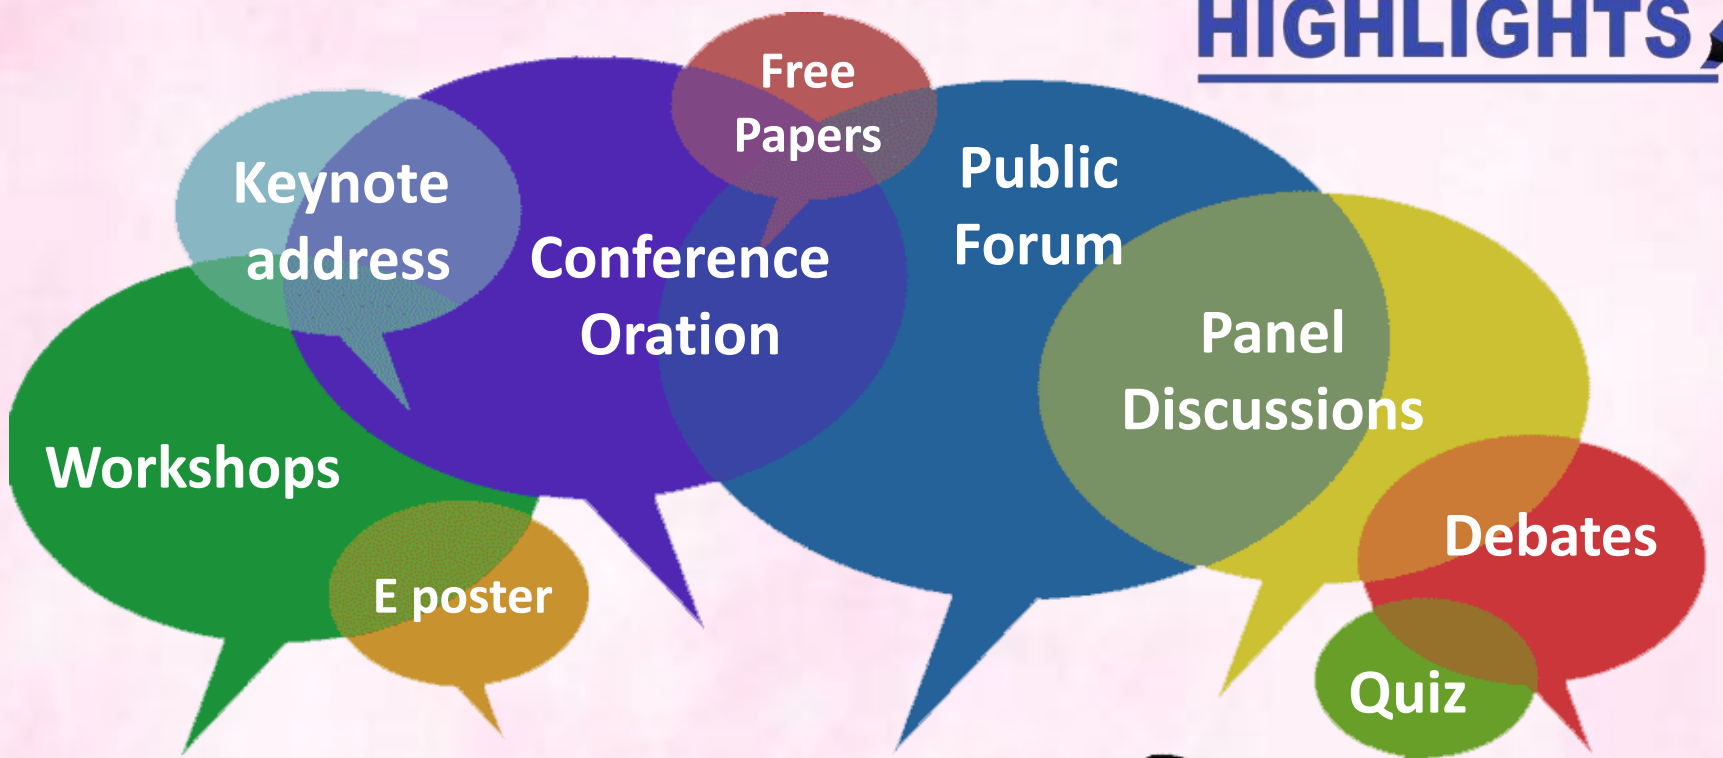 HIGHLIGHTS
Free
Papers
Keynote
address
Conference
Oration
Public
Forum
Panel
Discussions
Workshops
E poster
Debates
Quiz